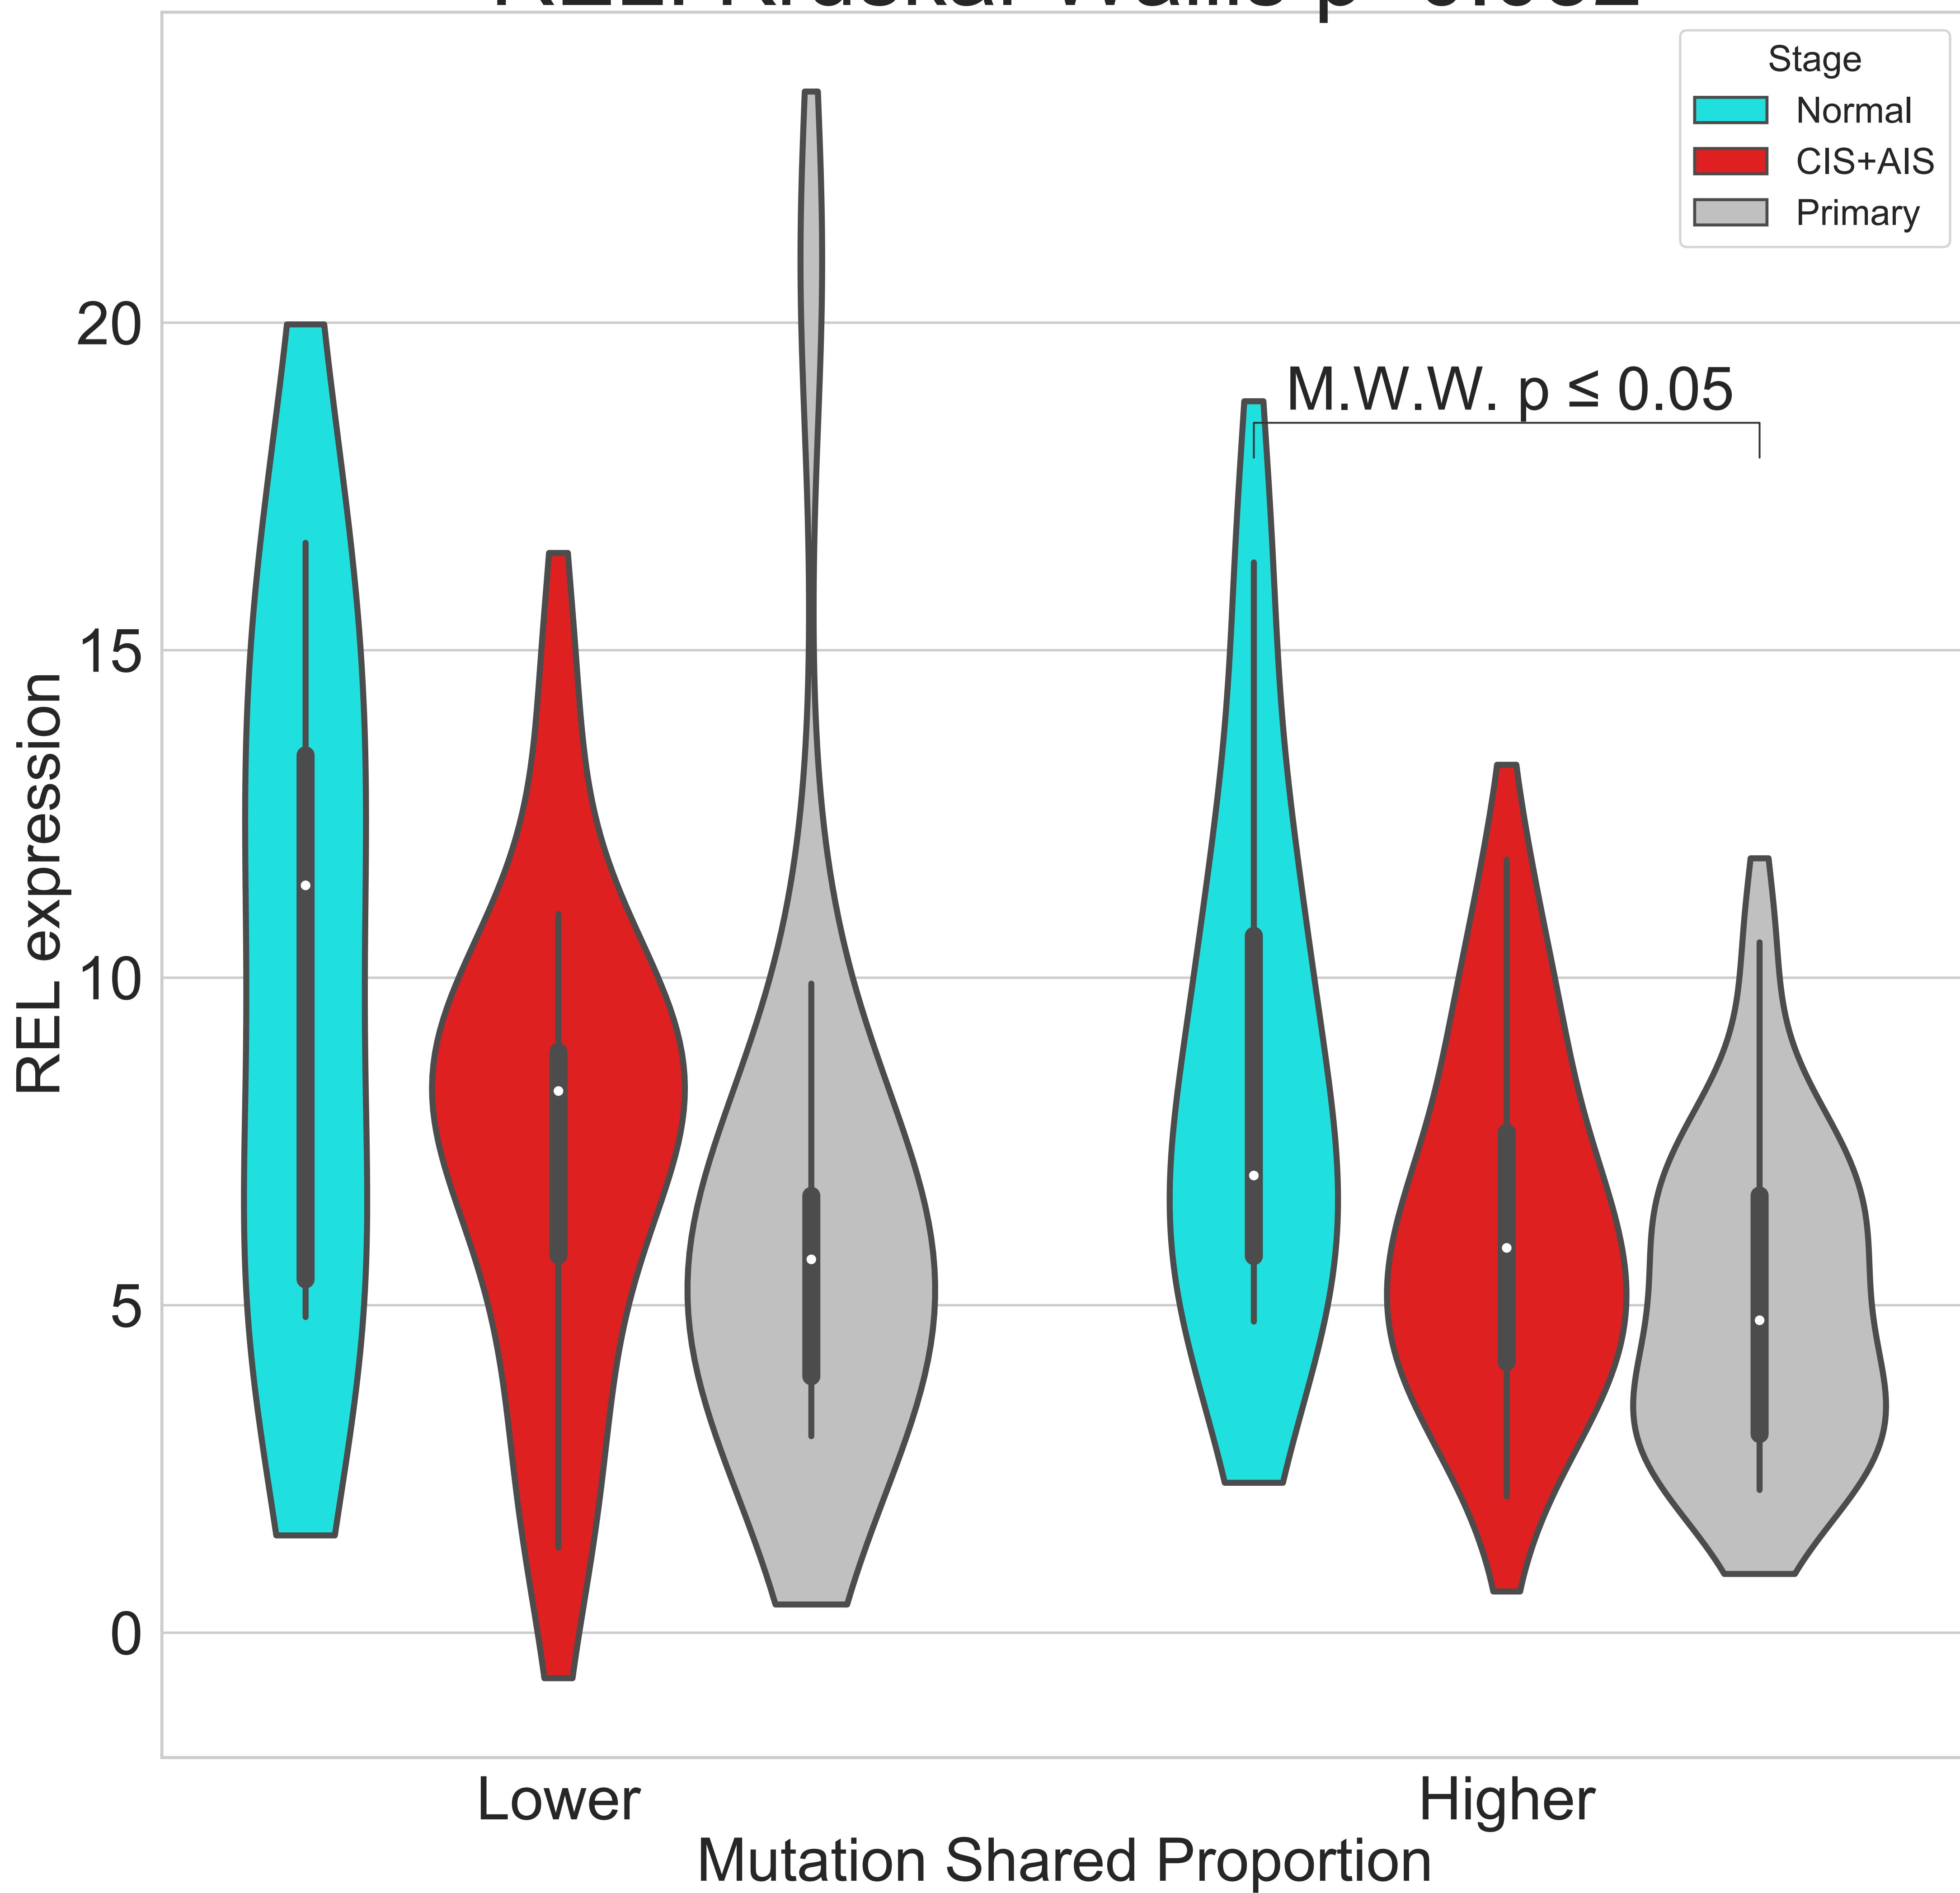 Stage
Normal
CIS+AIS
Primary
20
M.W.W. p ≤ 0.05
15
10
5
0
REL expression
Lower
Higher
Mutation Shared Proportion